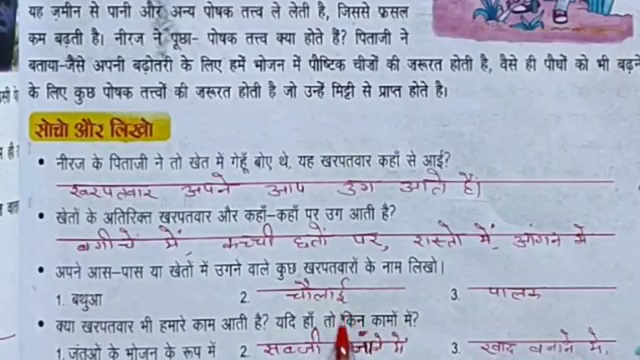 यह ज़मीन से पानी और अन्य पोषक तत्त्व ले लेती है, जिससे फ़सल
कम बढ़ती है। नीरज ने पूछा- पोषक तत्त्व क्या होते हैं? पिताजी ने
बताया-जैसे अपनी बढ़ोतरी के लिए हमें भोजन में पौष्टिक चीज़ों की जरूरत होती है, वैसे ही पौधों को भी बढ़ने
के लिए कुछ पोषक तत्त्वों की ज़रूरत होती है जो उन्हें मिट्टी से प्राप्त होते है।
सोचो और लिखो
• नीरज के पिताजी ने तो खेत में गेहूँ बोए थे, यह खरपतवार कहाँ से आई?
खरपतवार अपने आप उग आते हैं।
• खेतों के अतिरिक्त खरपतवार और कहाँ-कहाँ पर उग आती है?
बगीचें में, कच्ची छतों पर, रास्तो में, आंगन में
• अपने आस-पास या खेतों में उगने वाले कुछ खरपतवारों के नाम लिखो।
1. बथुआ 2. चौलाई 3. पालक
• क्या खरपतवार भी हमारे काम आती है? यदि हाँ, तो किन कामों में?
1. जंतुओं के भोजन के रूप में 2. सब्जी में 3. खाद बनाने में,